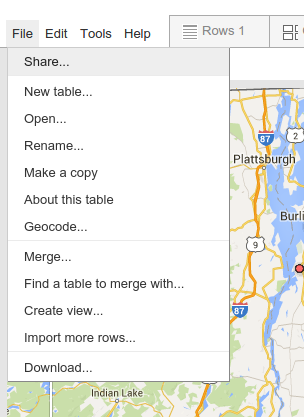 File Edit Tools Help Rows 1
Share...
New table...
Open...
Rename...
Make a copy
About this table
Geocode...
Merge...
Find a table to merge with...
Create view...
Import more rows...
Download...
87
2
Plattsburgh
Burli
9
87
Indian Lake